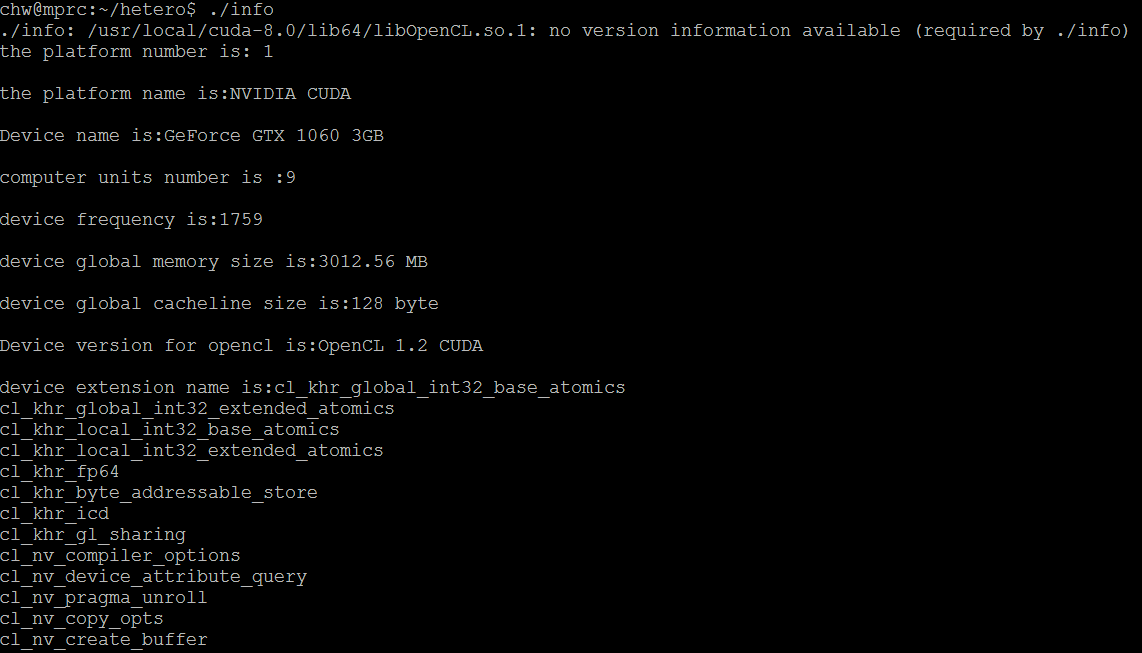 chw@mprc:~/hetero$ ./info
./info: /usr/local/cuda-8.0/lib64/libOpenCL.so.1: no version information available (required by ./info)
the platform number is: 1
the platform name is:NVIDIA CUDA
Device name is:GeForce GTX 1060 3GB
computer units number is :9
device frequency is:1759
device global memory size is:3012.56 MB
device global cacheline size is:128 byte
Device version for opencl is:OpenCL 1.2 CUDA
device extension name is:cl_khr_global_int32_base_atomics
cl_khr_global_int32_extended_atomics
cl_khr_local_int32_base_atomics
cl_khr_local_int32_extended_atomics
cl_khr_fp64
cl_khr_byte_addressable_store
cl_khr_icd
cl_khr_gl_sharing
cl_nv_compiler_options
cl_nv_device_attribute_query
cl_nv_pragma_unroll
cl_nv_copy_opts
cl_nv_create_buffer